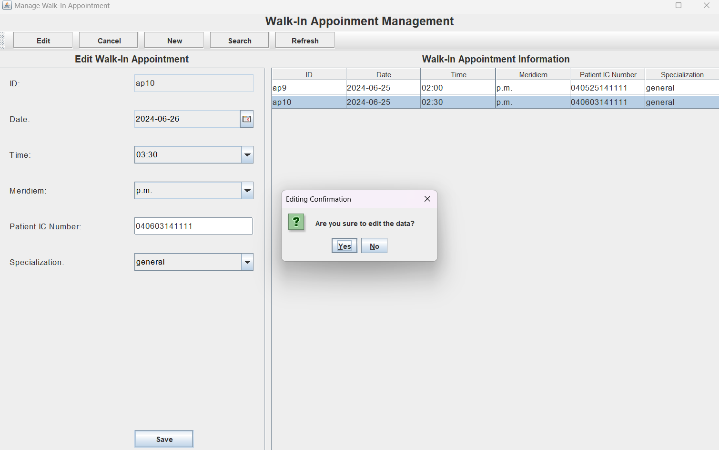 Manage Walk-In Appointment
Walk-In Appoinment Management
Edit Cancel New Search Refresh
Edit Walk-In Appointment
ID: ap10
Date: 2024-06-26
Time: 03:30
Meridiem: p.m.
Patient IC Number: 040603141111
Specialization: general
Save
Walk-In Appointment Information
ID Date Time Meridiem Patient IC Number Specialization
ap9 2024-06-25 02:00 p.m. 040525141111 general
ap10 2024-06-25 02:30 p.m. 040603141111 general
Editing Confirmation
? Are you sure to edit the data?
Yes No